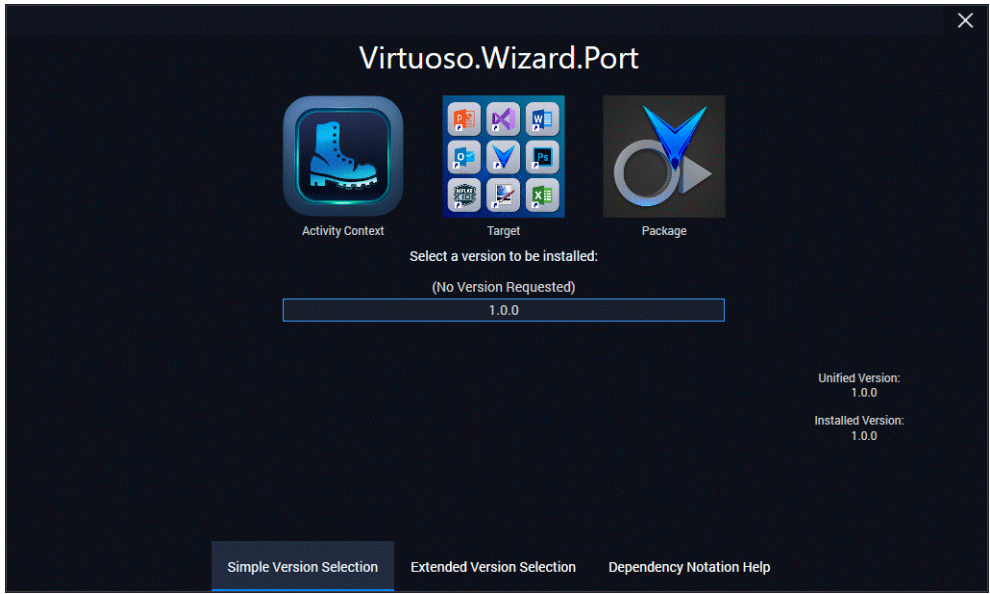 Virtuoso.Wizard.Port
Activity Context
Target
Package
Select a version to be installed:
(No Version Requested)
1.0.0
Unified Version:
1.0.0
Installed Version:
1.0.0
Simple Version Selection
Extended Version Selection
Dependency Notation Help